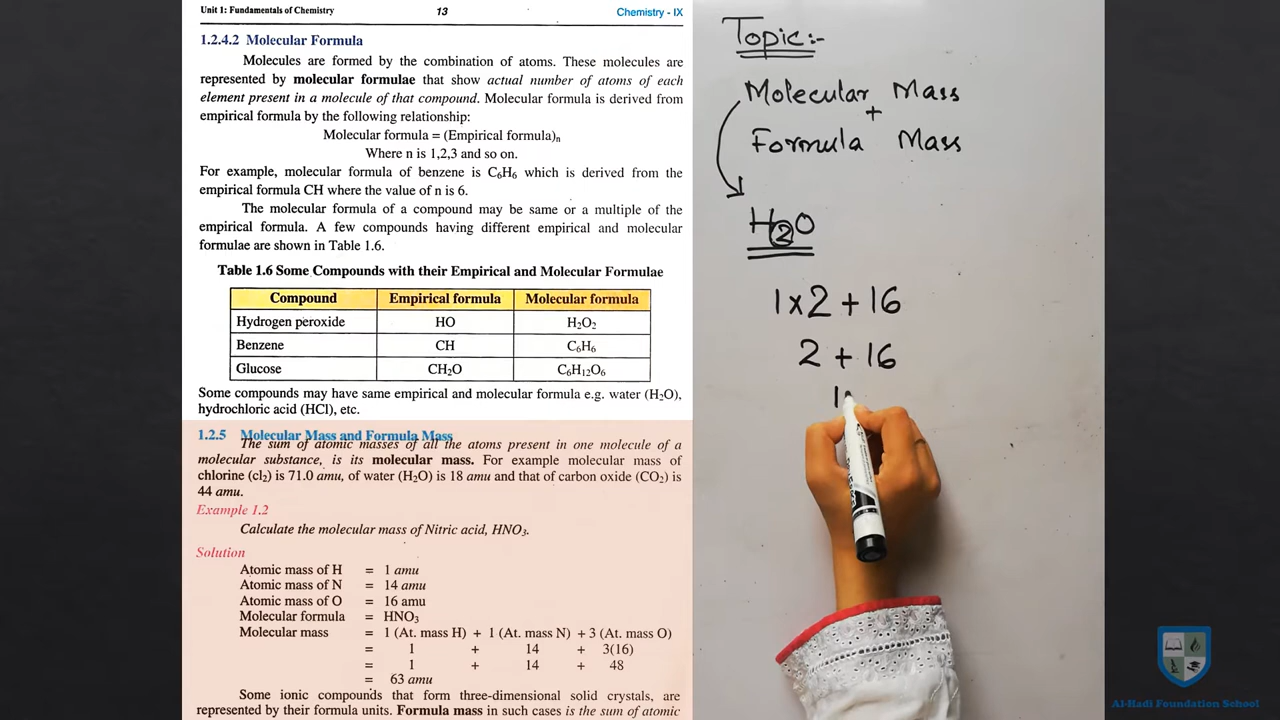 Unit 1: Fundamentals of Chemistry 13 Chemistry - IX
1.2.4.2 Molecular Formula
Molecules are formed by the combination of atoms. These molecules are
represented by molecular formulae that show actual number of atoms of each
element present in a molecule of that compound. Molecular formula is derived from
empirical formula by the following relationship:
Molecular formula = (Empirical formula)ₙ
Where n is 1,2,3 and so on.
For example, molecular formula of benzene is C₆H₆ which is derived from the
empirical formula CH where the value of n is 6.
The molecular formula of a compound may be same or a multiple of the
empirical formula. A few compounds having different empirical and molecular
formulae are shown in Table 1.6.
Table 1.6 Some Compounds with their Empirical and Molecular Formulae
Compound Empirical formula Molecular formula
Hydrogen peroxide HO H₂O₂
Benzene CH C₆H₆
Glucose CH₂O C₆H₁₂O₆
Some compounds may have same empirical and molecular formula e.g. water (H₂O),
hydrochloric acid (HCl), etc.
1.2.5 Molecular Mass and Formula Mass
The sum of atomic masses of all the atoms present in one molecule of a
molecular substance, is its molecular mass. For example molecular mass of
chlorine (cl₂) is 71.0 amu, of water (H₂O) is 18 amu and that of carbon oxide (CO₂) is
44 amu.
Example 1.2
Calculate the molecular mass of Nitric acid, HNO₃.
Solution
Atomic mass of H = 1 amu
Atomic mass of N = 14 amu
Atomic mass of O = 16 amu
Molecular formula = HNO₃
Molecular mass = 1 (At. mass H) + 1 (At. mass N) + 3 (At. mass O)
= 1 + 14 + 3(16)
= 1 + 14 + 48
= 63 amu
Some ionic compounds that form three-dimensional solid crystals, are
represented by their formula units. Formula mass in such cases is the sum of atomic
Topic:-
Molecular Mass
+
Formula Mass
H₂O
1 x 2 + 16
2 + 16
1
Al-Hadi Foundation School